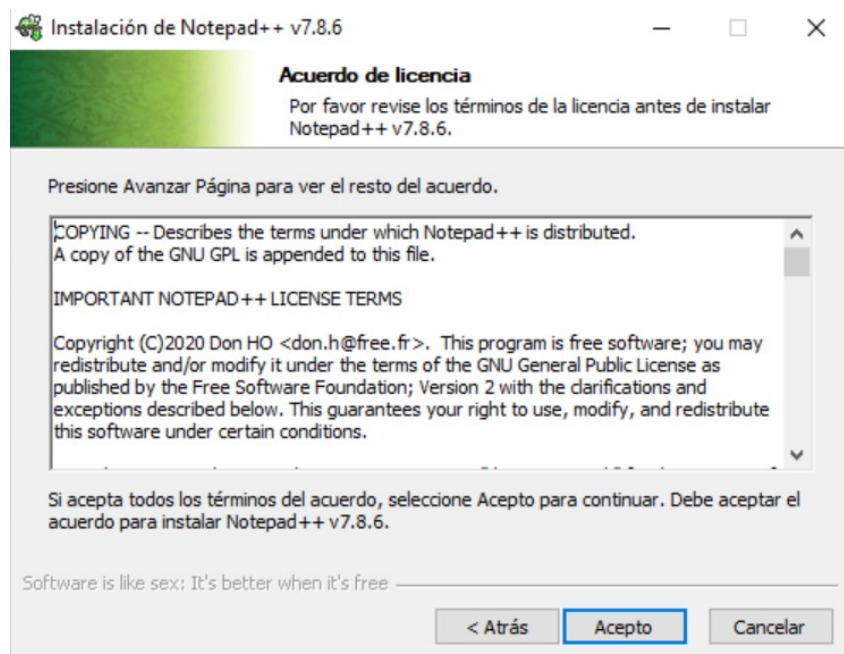 Instalación de Notepad++ v7.8.6
Acuerdo de licencia
Por favor revise los términos de la licencia antes de instalar
Notepad++ v7.8.6.
Presione Avanzar Página para ver el resto del acuerdo.
COPYING -- Describes the terms under which Notepad++ is distributed.
A copy of the GNU GPL is appended to this file.
IMPORTANT NOTEPAD++ LICENSE TERMS
Copyright (C)2020 Don HO <don.h@free.fr>.  This program is free software; you may
redistribute and/or modify it under the terms of the GNU General Public License as
published by the Free Software Foundation; Version 2 with the clarifications and
exceptions described below. This guarantees your right to use, modify, and redistribute
this software under certain conditions.
Si acepta todos los términos del acuerdo, seleccione Acepto para continuar. Debe aceptar el
acuerdo para instalar Notepad++ v7.8.6.
Software is like sex: It's better when it's free
< Atrás Acepto Cancelar